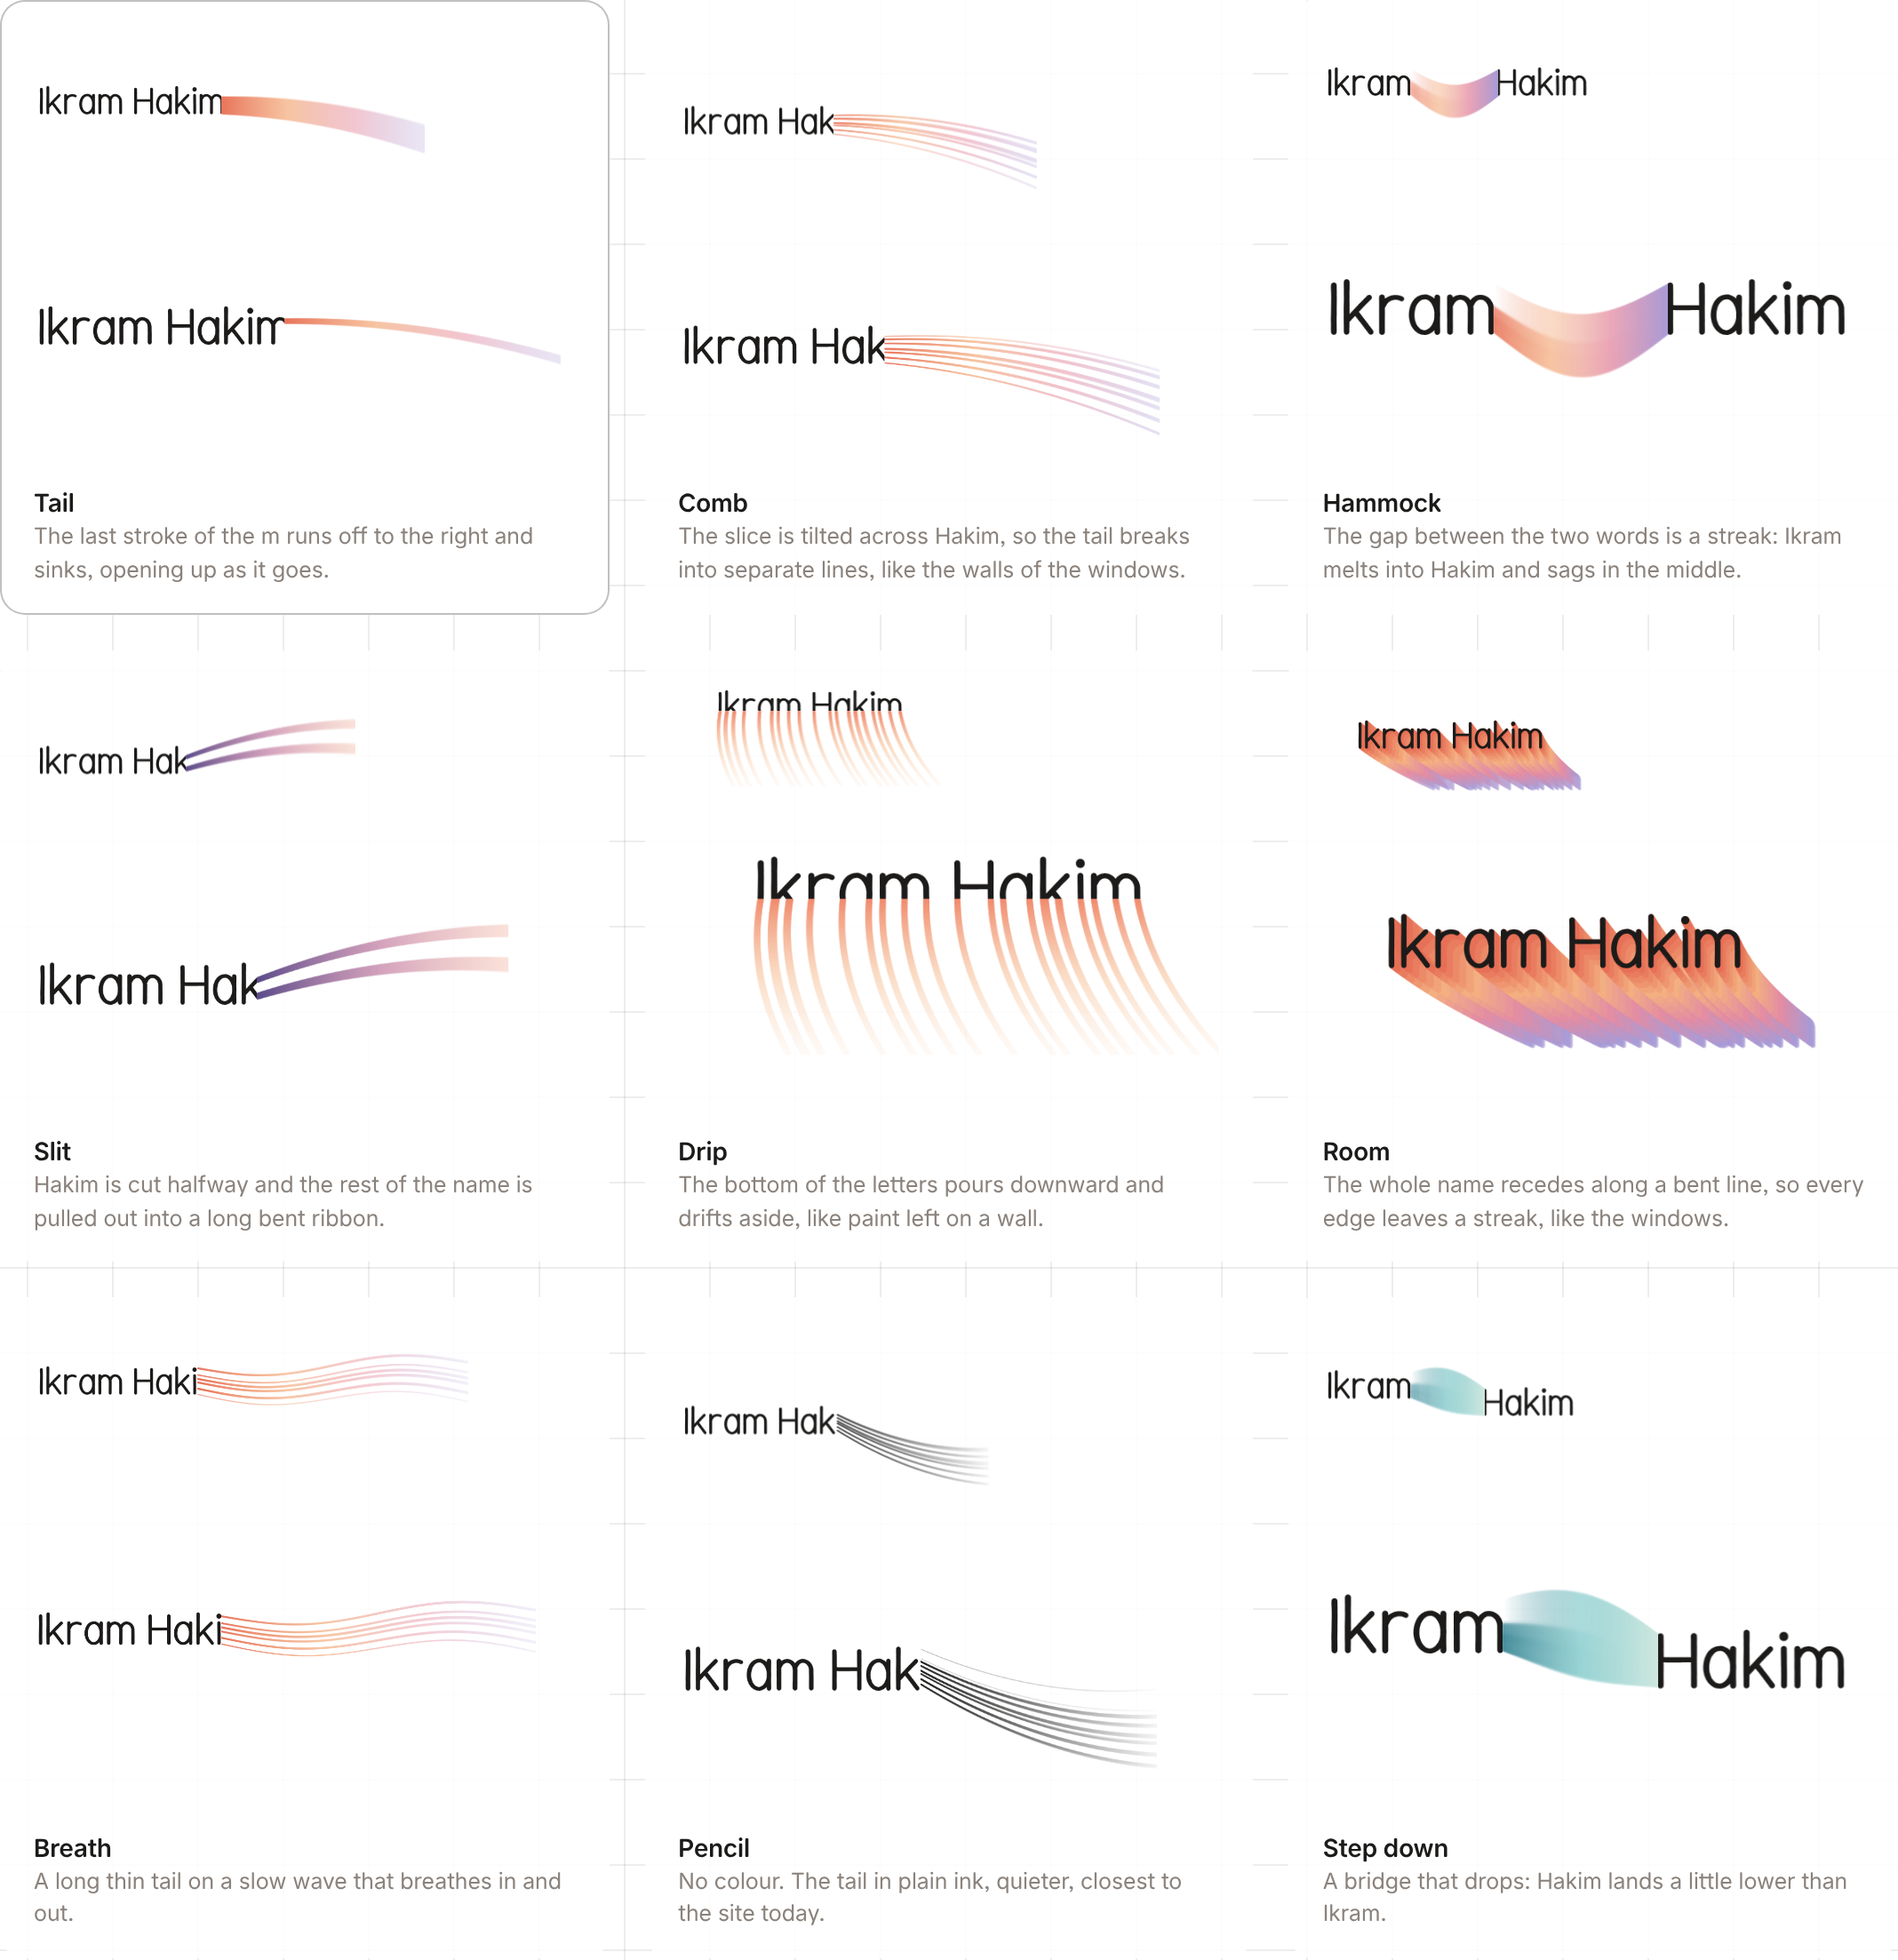 Ikram Hakim
Ikram Hakim
Tail
The last stroke of the m runs off to the right and
sinks, opening up as it goes.
Ikram Hak
Ikram Hak
Comb
The slice is tilted across Hakim, so the tail breaks
into separate lines, like the walls of the windows.
Ikram Hakim
Ikram Hakim
Hammock
The gap between the two words is a streak: Ikram
melts into Hakim and sags in the middle.
Ikram Hak
Ikram Hak
Slit
Hakim is cut halfway and the rest of the name is
pulled out into a long bent ribbon.
Ikram Hakim
Ikram Hakim
Drip
The bottom of the letters pours downward and
drifts aside, like paint left on a wall.
Ikram Hakim
Ikram Hakim
Room
The whole name recedes along a bent line, so every
edge leaves a streak, like the windows.
Ikram Haki
Ikram Haki
Breath
A long thin tail on a slow wave that breathes in and
out.
Ikram Hak
Ikram Hak
Pencil
No colour. The tail in plain ink, quieter, closest to
the site today.
Ikram Hakim
Ikram Hakim
Step down
A bridge that drops: Hakim lands a little lower than
Ikram.